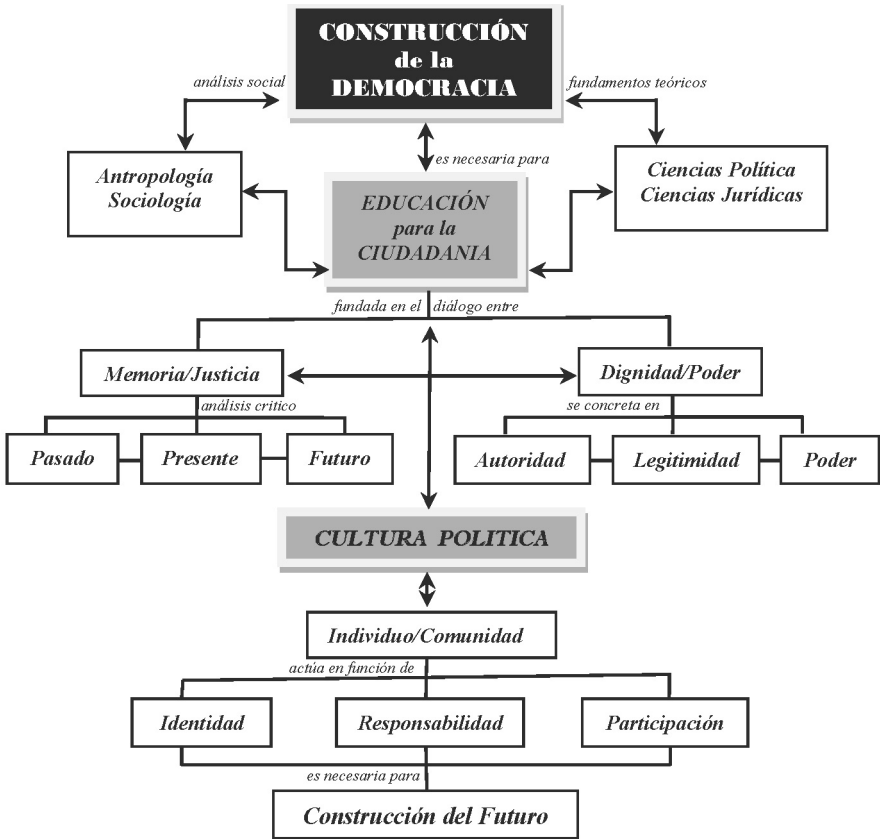 CONSTRUCCIÓN
de la
DEMOCRACIA
análisis social
fundamentos teóricos
es necesaria para
Antropología
Sociología
Ciencias Política
Ciencias Jurídicas
EDUCACIÓN
para la
CIUDADANIA
fundada en el diálogo entre
Memoria/Justicia
Dignidad/Poder
análisis critico
se concreta en
Pasado
Presente
Futuro
Autoridad
Legitimidad
Poder
CULTURA POLITICA
Individuo/Comunidad
actúa en función de
Identidad
Responsabilidad
Participación
es necesaria para
Construcción del Futuro